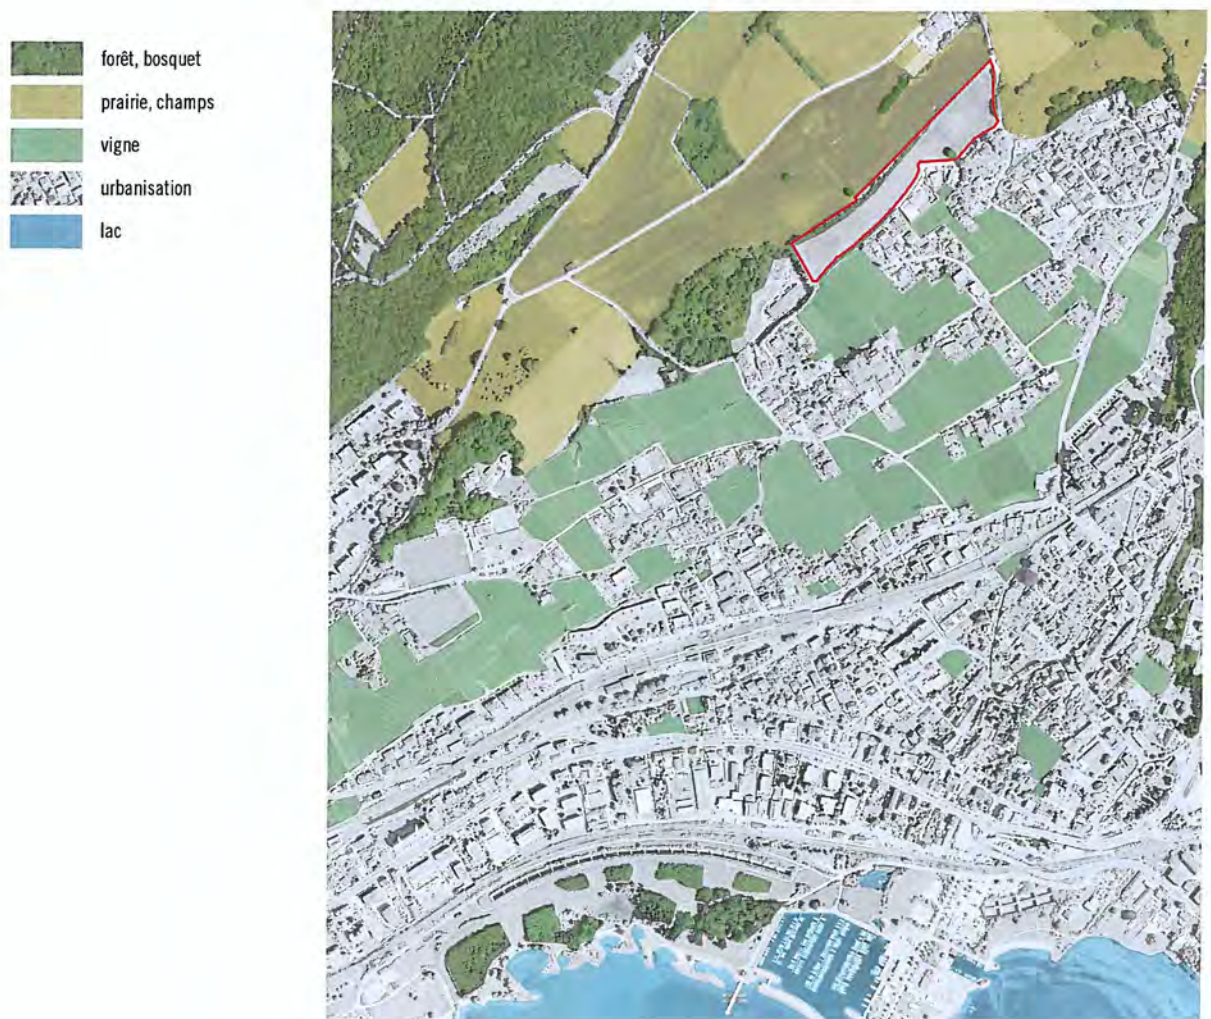 forêt, bosquet
prairie, champs
vigne
urbanisation
lac